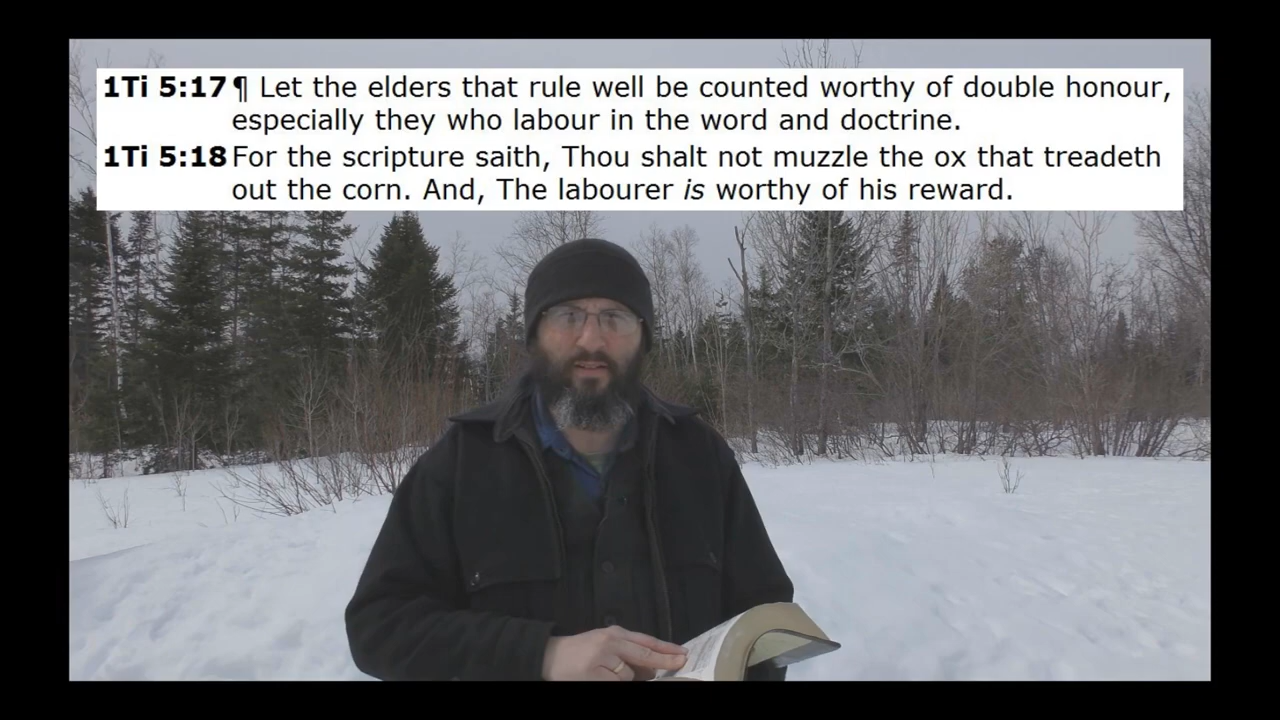 1Ti 5:17 ¶ Let the elders that rule well be counted worthy of double honour,
especially they who labour in the word and doctrine.
1Ti 5:18 For the scripture saith, Thou shalt not muzzle the ox that treadeth
out the corn. And, The labourer is worthy of his reward.